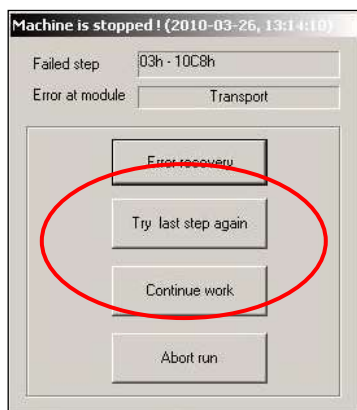 Machine is stopped ! (2010-03-26, 13:14:10)
Failed step 03h - 10C8h
Error at module Transport
Error recovery
Try last step again
Continue work
Abort run